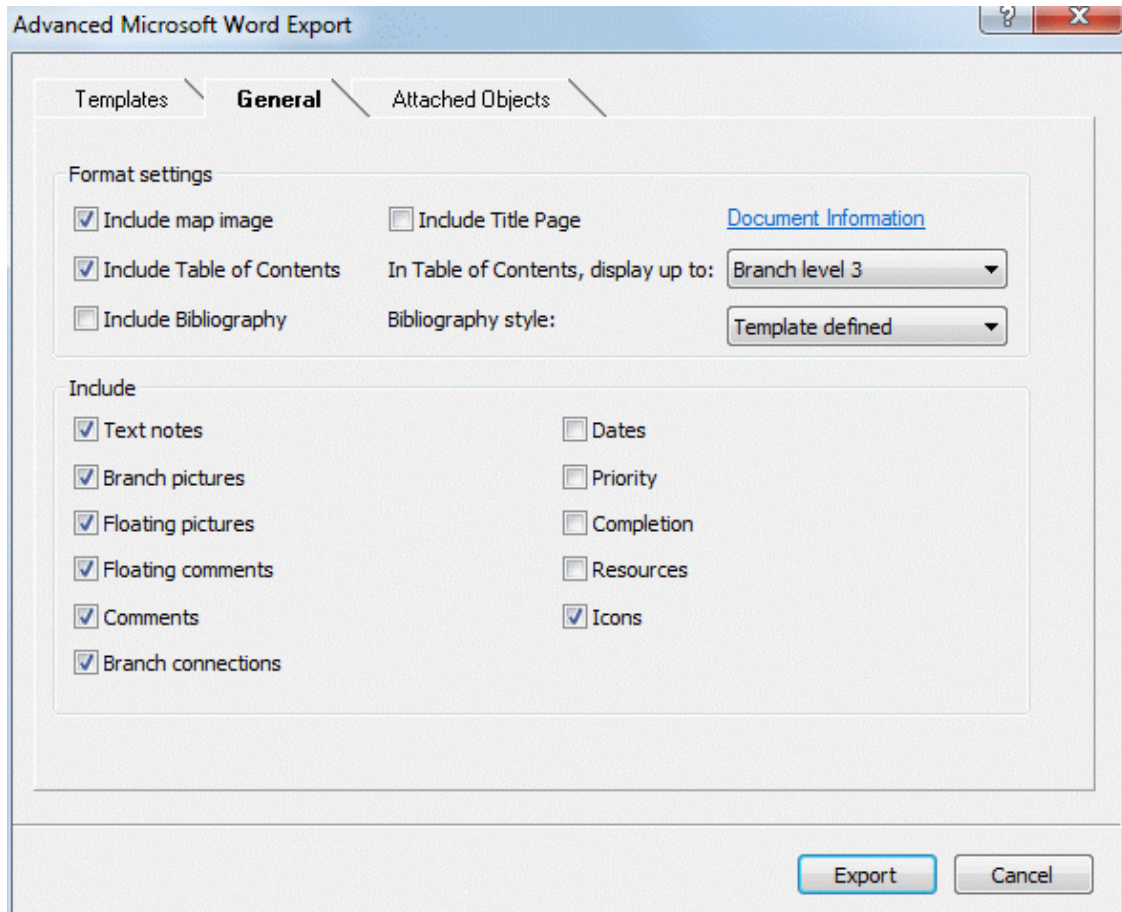 Advanced Microsoft Word Export
? X
Templates General Attached Objects
Format settings
Include map image Include Title Page Document Information
Include Table of Contents In Table of Contents, display up to: Branch level 3
Include Bibliography Bibliography style: Template defined
Include
Text notes Dates
Branch pictures Priority
Floating pictures Completion
Floating comments Resources
Comments Icons
Branch connections
Export Cancel